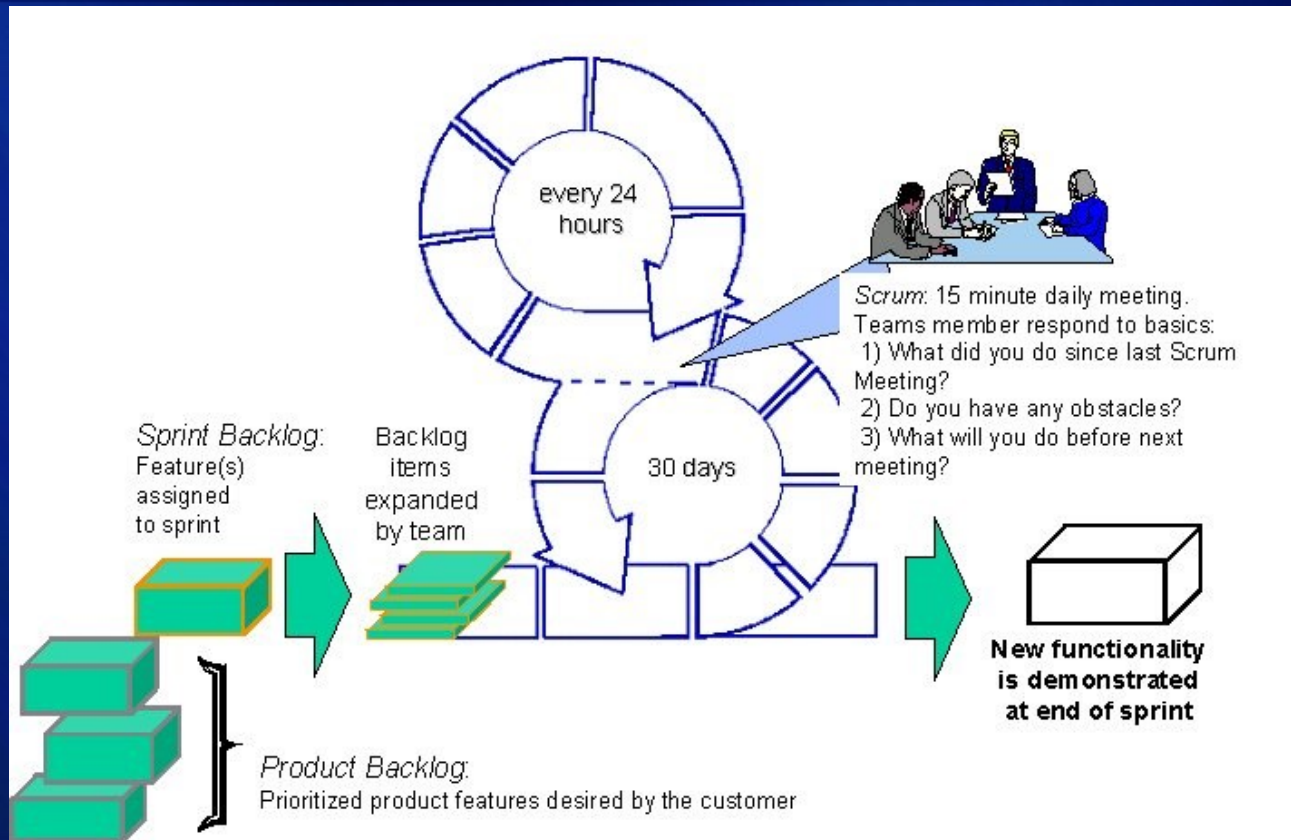 every 24
hours
Scrum: 15 minute daily meeting.
Teams member respond to basics:
1) What did you do since last Scrum
Meeting?
2) Do you have any obstacles?
3) What will you do before next
meeting?
30 days
Sprint Backlog:
Feature(s)
assigned
to sprint
Backlog
items
expanded
by team
New functionality
is demonstrated
at end of sprint
Product Backlog:
Prioritized product features desired by the customer